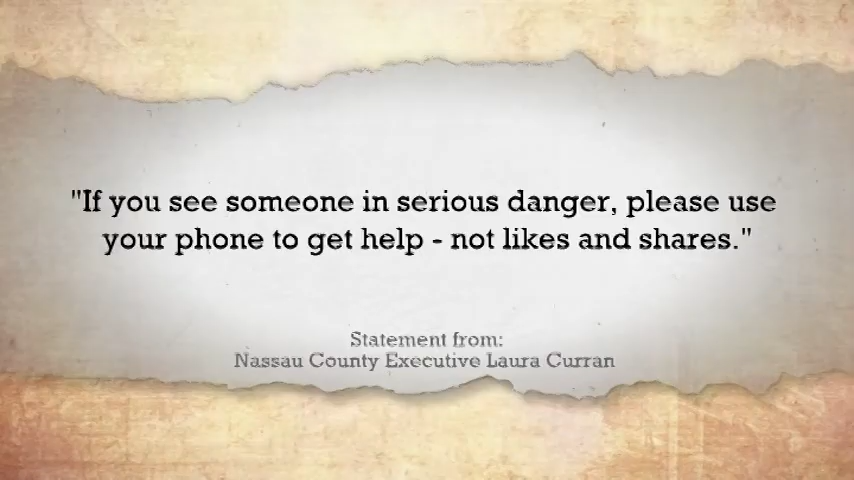 "If you see someone in serious danger, please use
your phone to get help - not likes and shares."
Statement from:
Nassau County Executive Laura Curran